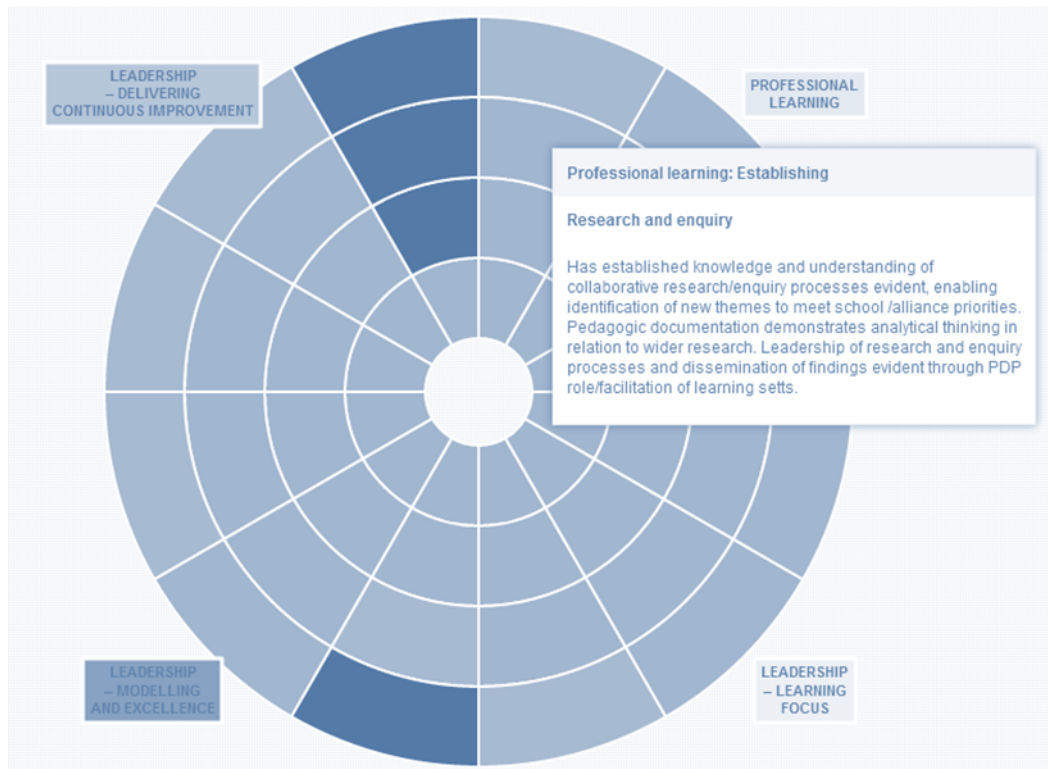 LEADERSHIP
– DELIVERING
CONTINUOUS IMPROVEMENT
PROFESSIONAL
LEARNING
Professional learning: Establishing
Research and enquiry
Has established knowledge and understanding of
collaborative research/enquiry processes evident, enabling
identification of new themes to meet school /alliance priorities.
Pedagogic documentation demonstrates analytical thinking in
relation to wider research. Leadership of research and enquiry
processes and dissemination of findings evident through PDP
role/facilitation of learning setts.
LEADERSHIP
– MODELLING
AND EXCELLENCE
LEADERSHIP
– LEARNING
FOCUS